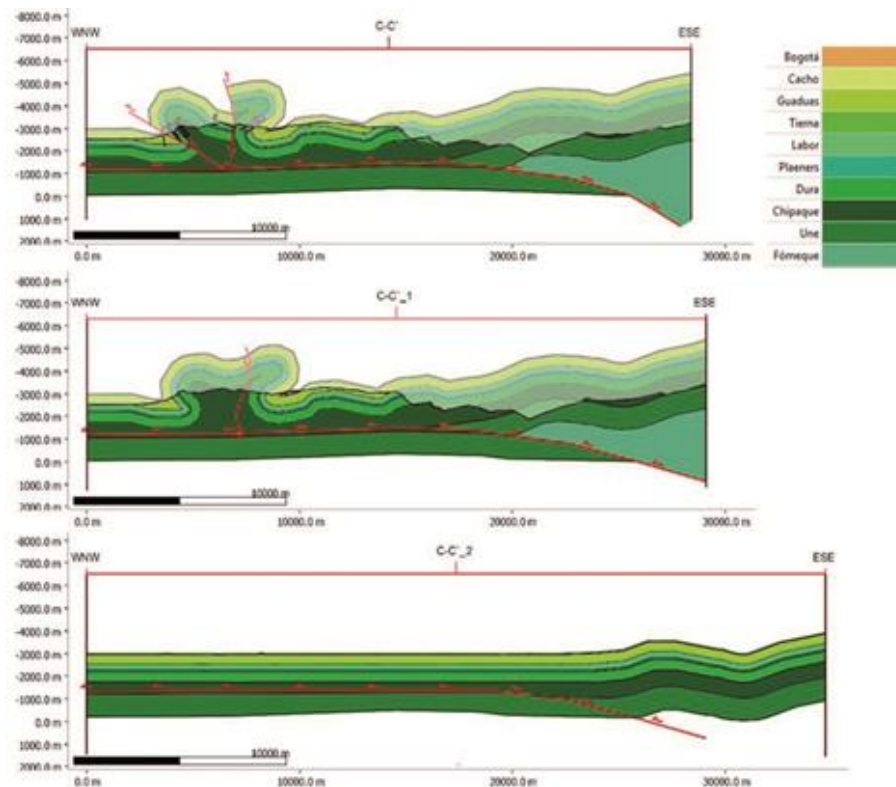 C-C'
WNW
ESE
-8000.0 m
-7000.0 m
-6000.0 m
-5000.0 m
-4000.0 m
-3000.0 m
-2000.0 m
-1000.0 m
0.0 m
1000.0 m
2000.0 m
10000 m
0.0 m
10000.0 m
20000.0 m
30000.0 m
Bogotá
Cacho
Guaduas
Tierna
Labor
Plaeners
Dura
Chipaque
Une
Fómeque
C-C'_1
WNW
ESE
-8000.0 m
-7000.0 m
-6000.0 m
-5000.0 m
-4000.0 m
-3000.0 m
-2000.0 m
-1000.0 m
0.0 m
1000.0 m
2000.0 m
10000 m
0.0 m
10000.0 m
20000.0 m
30000.0 m
C-C'_2
WNW
ESE
-8000.0 m
-7000.0 m
-6000.0 m
-5000.0 m
-4000.0 m
-3000.0 m
-2000.0 m
-1000.0 m
0.0 m
1000.0 m
2000.0 m
10000 m
0.0 m
10000.0 m
20000.0 m
30000.0 m